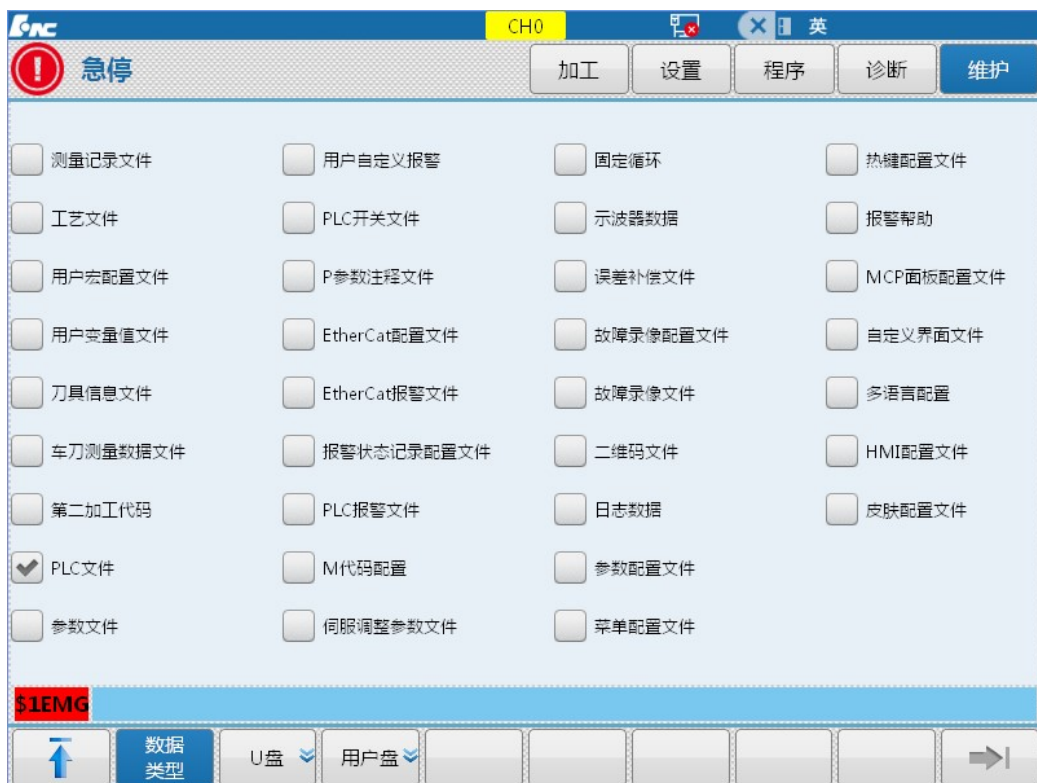 CH0 英
急停 加工 设置 程序 诊断 维护
测量记录文件 用户自定义报警 固定循环 热键配置文件
工艺文件 PLC开关文件 示波器数据 报警帮助
用户宏配置文件 P参数注释文件 误差补偿文件 MCP面板配置文件
用户变量值文件 EtherCat配置文件 故障录像配置文件 自定义界面文件
刀具信息文件 EtherCat报警文件 故障录像文件 多语言配置
车刀测量数据文件 报警状态记录配置文件 二维码文件 HMI配置文件
第二加工代码 PLC报警文件 日志数据 皮肤配置文件
PLC文件 M代码配置 参数配置文件
参数文件 伺服调整参数文件 菜单配置文件
$1EMG
数据
类型 U盘 用户盘